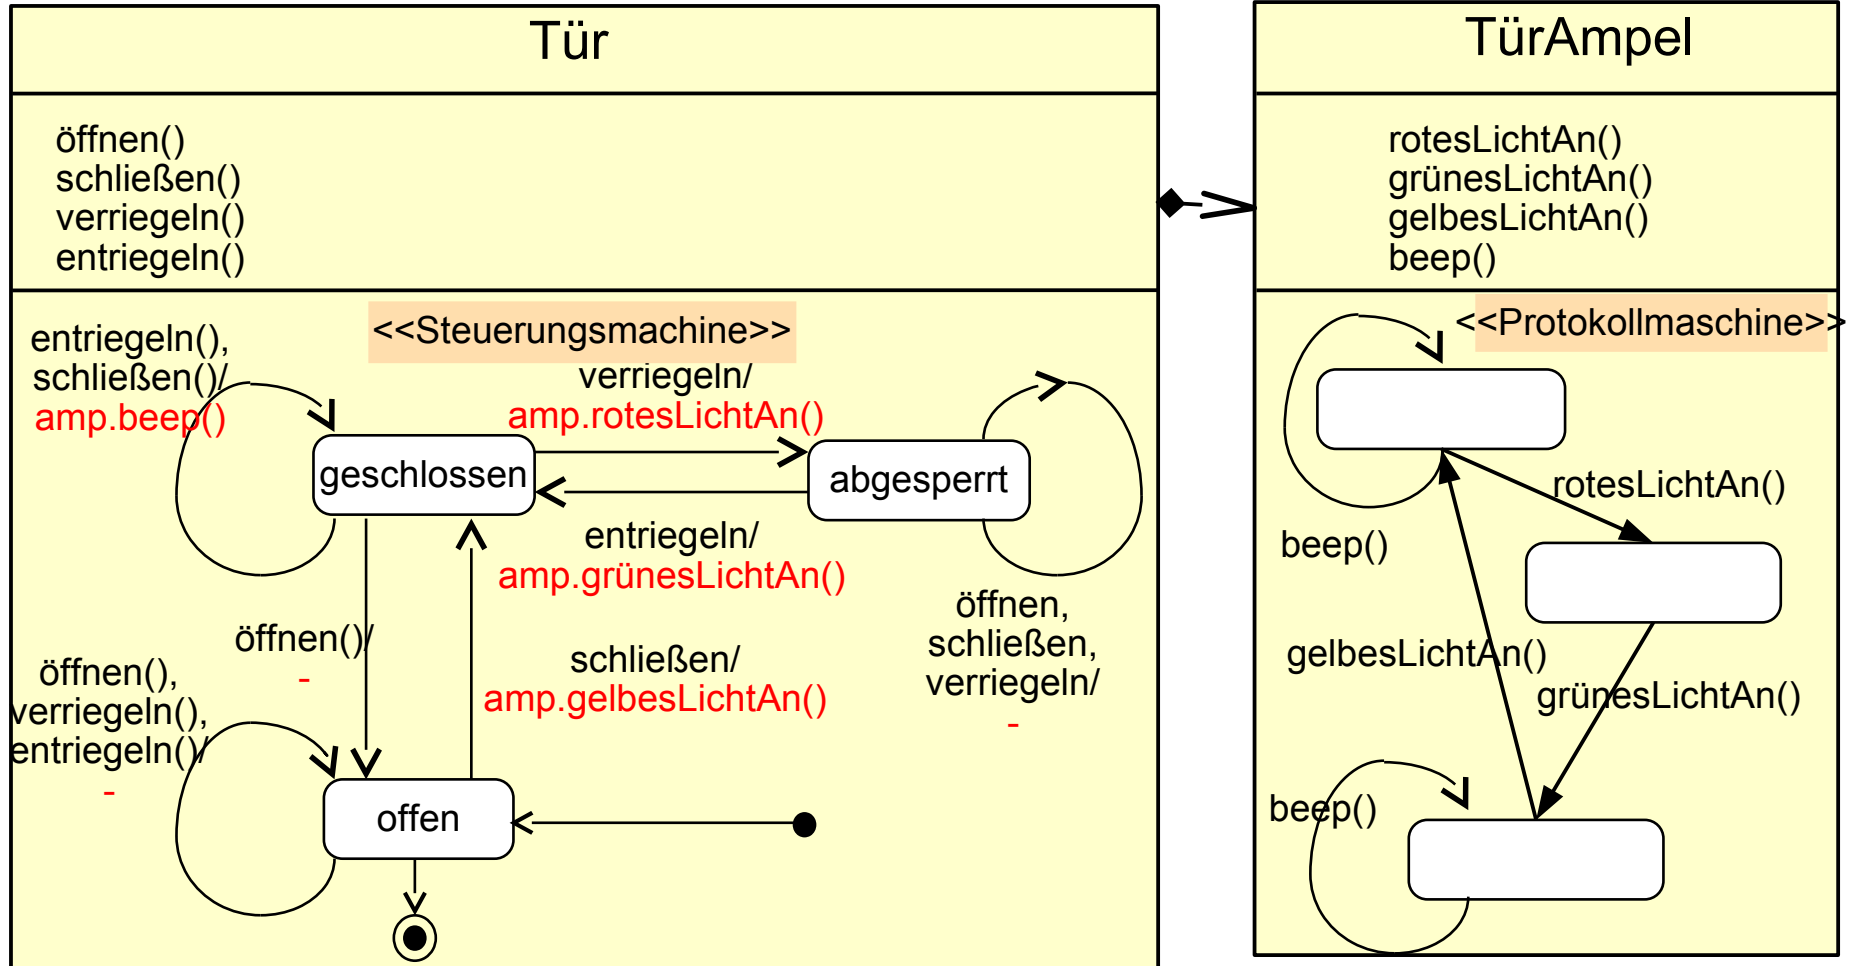 Tür
öffnen()
schließen()
verriegeln()
entriegeln()
<<Steuerungsmachine>>
entriegeln(),
schließen()/
amp.beep()
verriegeln/
amp.rotesLichtAn()
geschlossen
abgesperrt
entriegeln/
amp.grünesLichtAn()
öffnen,
schließen,
verriegeln/
-
öffnen()/
-
schließen/
amp.gelbesLichtAn()
öffnen(),
verriegeln(),
entriegeln()/
-
offen
TürAmpel
rotesLichtAn()
grünesLichtAn()
gelbesLichtAn()
beep()
<<Protokollmaschine>>
rotesLichtAn()
beep()
gelbesLichtAn()
grünesLichtAn()
beep()